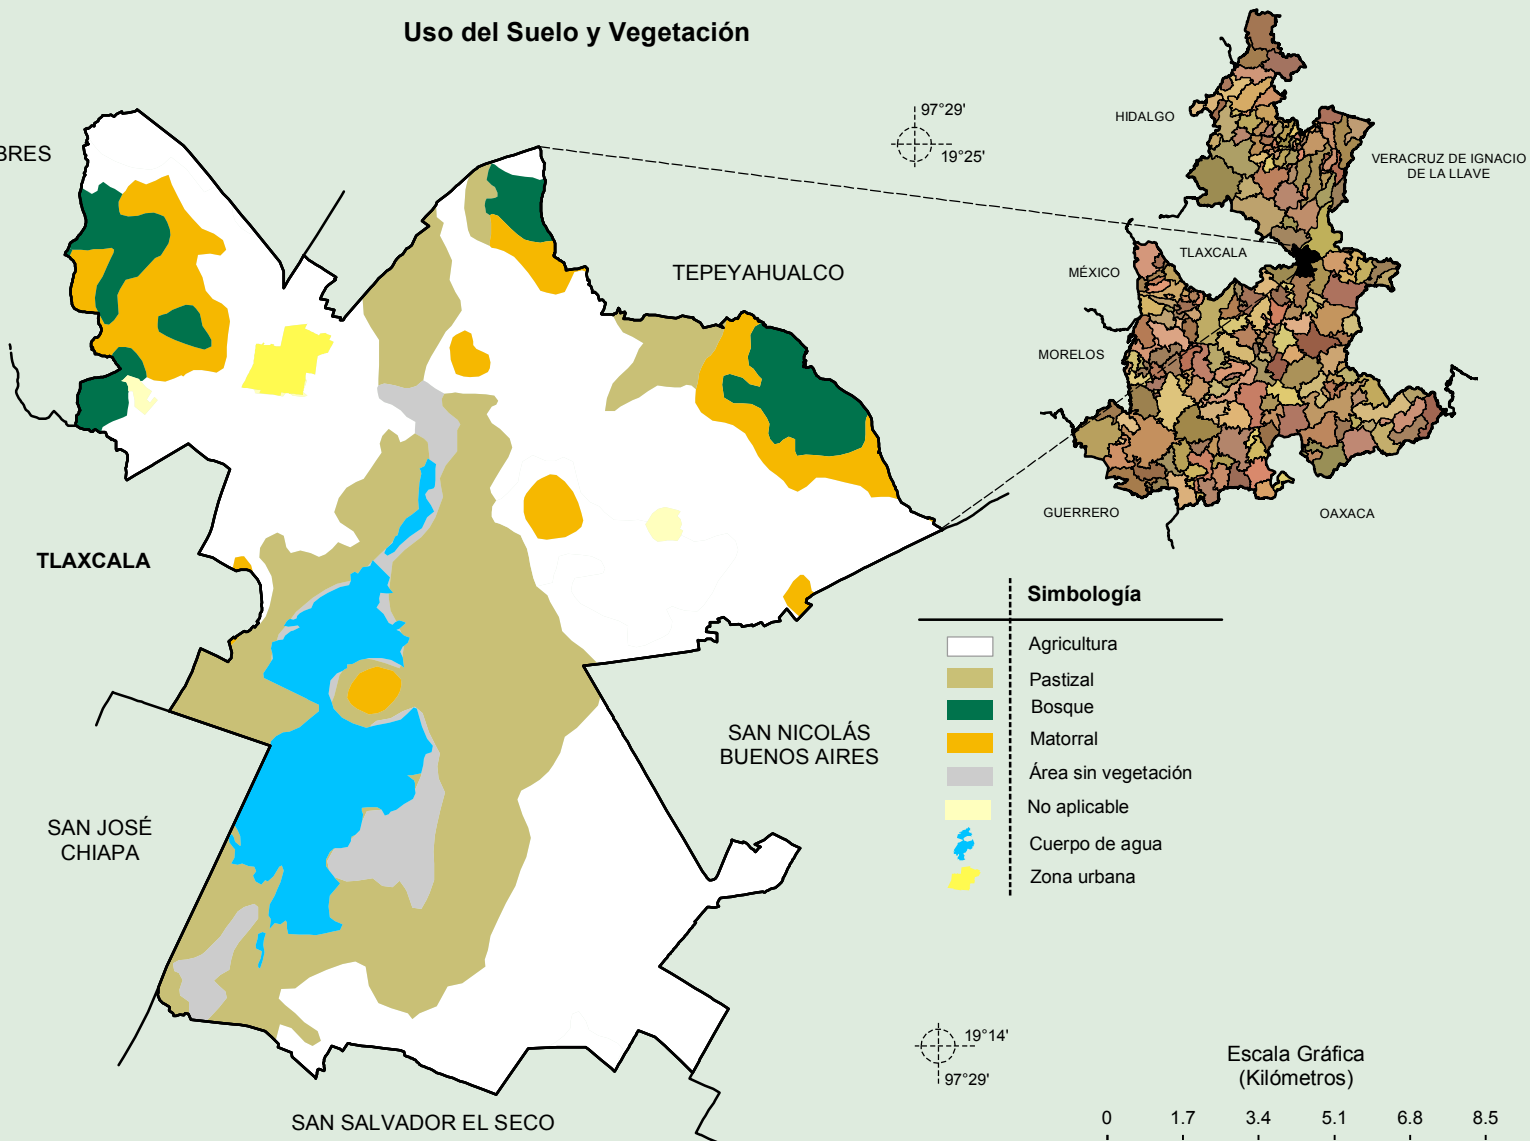 Uso del Suelo y Vegetación
BRES
97°29'
19°25'
HIDALGO
VERACRUZ DE IGNACIO
DE LA LLAVE
TLAXCALA
MÉXICO
MORELOS
GUERRERO
OAXACA
TEPEYAHUALCO
TLAXCALA
SAN NICOLÁS
BUENOS AIRES
SAN JOSÉ
CHIAPA
SAN SALVADOR EL SECO
Simbología
Agricultura
Pastizal
Bosque
Matorral
Área sin vegetación
No aplicable
Cuerpo de agua
Zona urbana
19°14'
97°29'
Escala Gráfica
(Kilómetros)
0 1.7 3.4 5.1 6.8 8.5